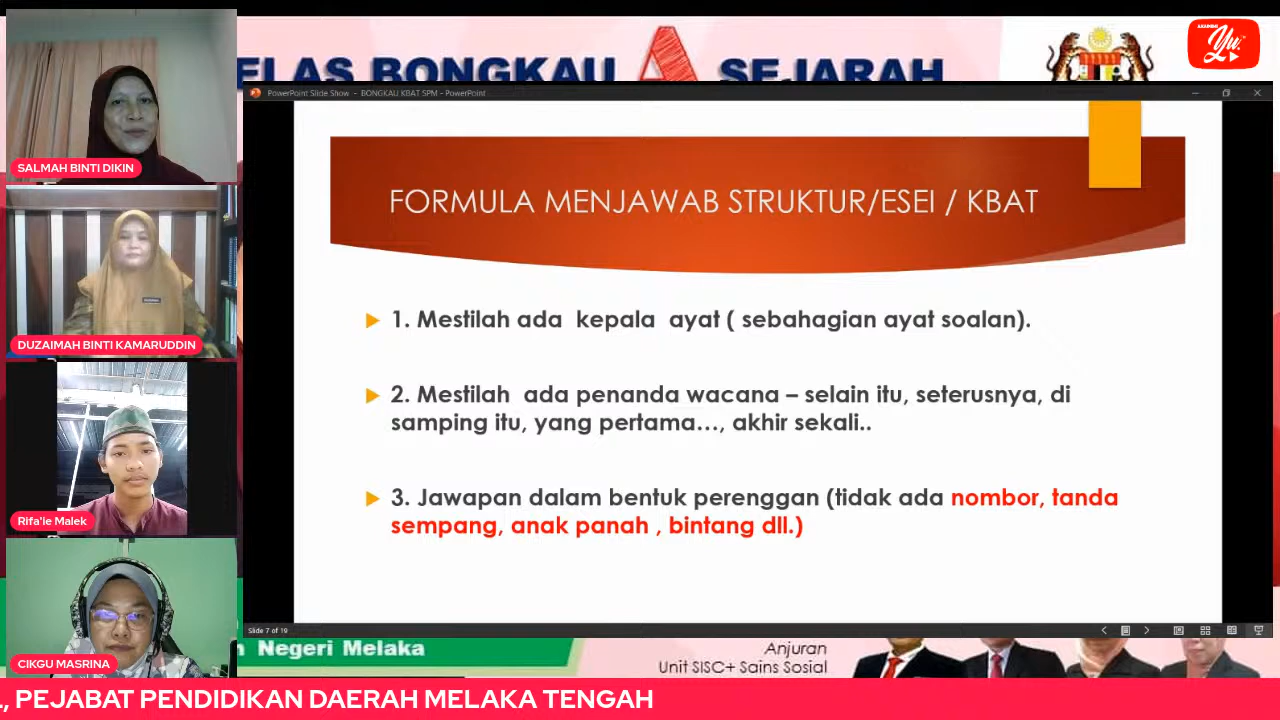 ELAS BONGKAU A SEJARAH
Yu.
PowerPoint Slide Show - BONGKAU KBAT SPM - PowerPoint
FORMULA MENJAWAB STRUKTUR/ESEI / KBAT
1. Mestilah ada kepala ayat ( sebahagian ayat soalan).
2. Mestilah ada penanda wacana – selain itu, seterusnya, di
samping itu, yang pertama…, akhir sekali..
3. Jawapan dalam bentuk perenggan (tidak ada nombor, tanda
sempang, anak panah , bintang dll.)
Slide 7 of 19
SALMAH BINTI DIKIN
DUZAIMAH BINTI KAMARUDDIN
Rifa'ie Malek
CIKGU MASRINA
n Negeri Melaka
Anjuran
Unit SISC+ Sains Sosial
, PEJABAT PENDIDIKAN DAERAH MELAKA TENGAH